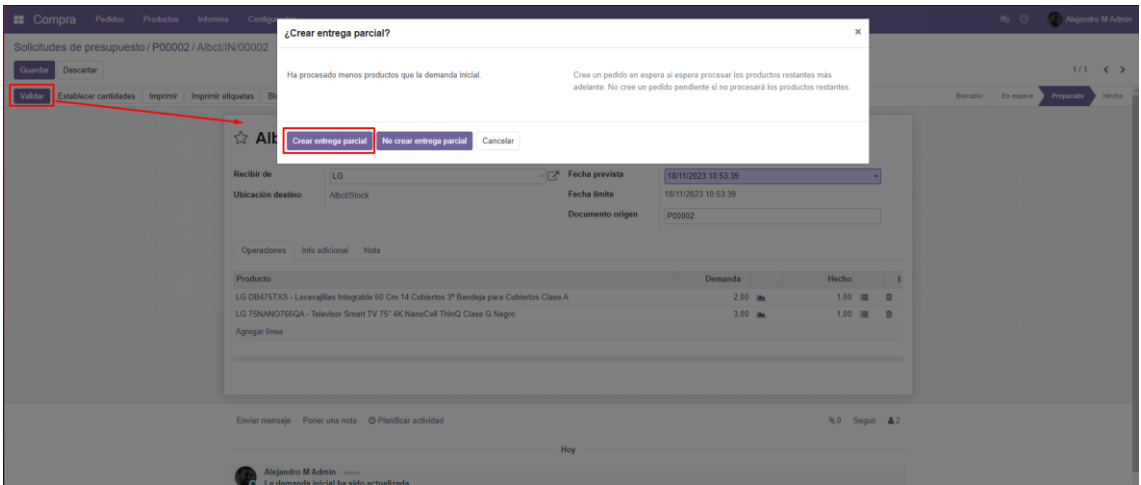 Compra Pedidos Productos Informes Configuración
Alejandro M Admin
Solicitudes de presupuesto / P00002 / Albct/IN/00002
Guardar Descartar
1 / 1
Validar Establecer cantidades Imprimir Imprimir etiquetas
Borrador En espera Preparado Hecho
¿Crear entrega parcial? ×
Ha procesado menos productos que la demanda inicial.
Cree un pedido en espera si espera procesar los productos restantes más
adelante. No cree un pedido pendiente si no procesará los productos restantes.
Crear entrega parcial No crear entrega parcial Cancelar
Recibir de LG
Fecha prevista 18/11/2023 10:53:39
Ubicación destino Albct/Stock
Fecha límite 18/11/2023 10:53:39
Documento origen P00002
Operaciones Info adicional Nota
Producto Demanda Hecho
LG DB475TXS - Lavavajillas Integrable 60 Cm 14 Cubiertos 3ª Bandeja para Cubiertos Clase A 2,00 1,00
LG 75NANO766QA - Televisor Smart TV 75" 4K NanoCell ThinQ Clase G Negro 3,00 1,00
Agregar línea
Enviar mensaje Poner una nota Planificar actividad
0 Seguir 2
Hoy
Alejandro M Admin - ahora
La demanda inicial ha sido actualizada.